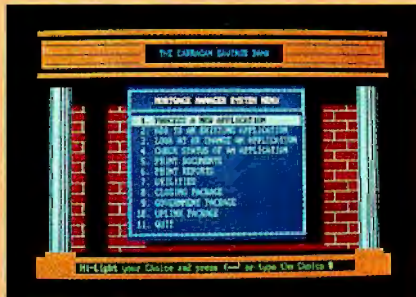 THE CARRAGAN SAVINGS BANK
MORTGAGE MANAGER SYSTEM MENU
1. PROCESS A NEW APPLICATION
2. ADD TO AN EXISTING APPLICATION
3. LOOK AT OR CHANGE AN APPLICATION
4. CHECK STATUS OF AN APPLICATION
5. PRINT DOCUMENTS
6. PRINT REPORTS
7. UTILITIES
8. CLOSING PACKAGE
9. GOVERNMENT PACKAGE
10. UPLINK PACKAGE
11. QUIT
Hi-Light your Choice and press <─┘ or type the Choice #